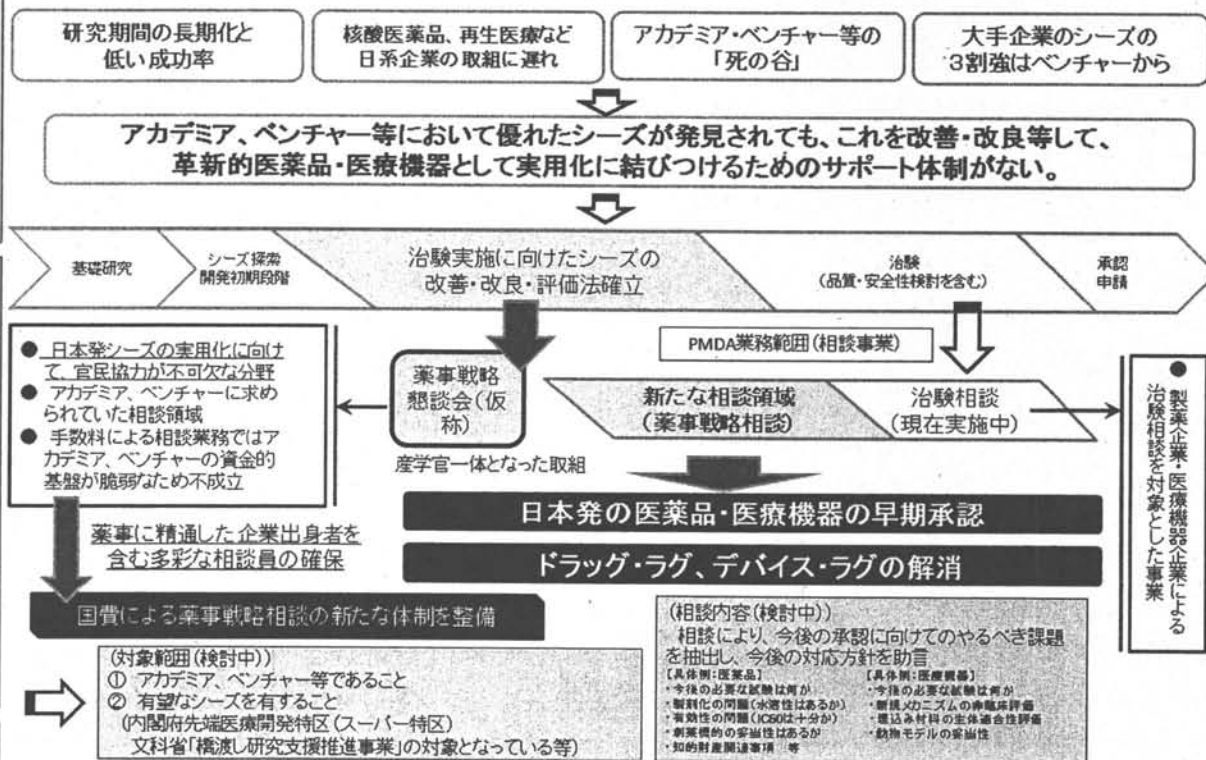 研究期間の長期化と
低い成功率
核酸医薬品、再生医療など
日系企業の取組に遅れ
アカデミア・ベンチャー等の
「死の谷」
大手企業のシーズの
3割強はベンチャーから
アカデミア、ベンチャー等において優れたシーズが発見されても、これを改善・改良等して、
革新的医薬品・医療機器として実用化に結びつけるためのサポート体制がない。
基礎研究
シーズ探索
開発初期段階
治験実施に向けたシーズの
改善・改良・評価法確立
治験
(品質・安全性検討を含む)
承認
申請
● 日本発シーズの実用化に向け
て、官民協力が不可欠な分野
● アカデミア、ベンチャーに求め
られていた相談領域
● 手数料による相談業務ではア
カデミア、ベンチャーの資金的
基盤が脆弱なため不成立
薬事戦略
懇談会(仮
称)
産学官一体となった取組
PMDA業務範囲(相談事業)
新たな相談領域
(薬事戦略相談)
治験相談
(現在実施中)
● 製薬企業・医療機器企業による
治験相談を対象とした事業
日本発の医薬品・医療機器の早期承認
ドラッグ・ラグ、デバイス・ラグの解消
薬事に精通した企業出身者を
含む多彩な相談員の確保
国費による薬事戦略相談の新たな体制を整備
(対象範囲(検討中))
① アカデミア、ベンチャー等であること
② 有望なシーズを有すること
(内閣府先端医療開発特区(スーパー特区)
文科省「橋渡し研究支援推進事業」の対象となっている等)
(相談内容(検討中))
相談により、今後の承認に向けてのやるべき課題
を抽出し、今後の対応方針を助言
【具体例:医薬品】
・今後の必要な試験は何か
・製剤化の問題(水溶性はあるか)
・有効性の問題(IC50は十分か)
・創薬標的の妥当性はあるか
・知的財産関連事項 等
【具体例:医療機器】
・今後の必要な試験は何か
・新規メカニズムの非臨床評価
・埋込み材料の生体適合性評価
・動物モデルの妥当性